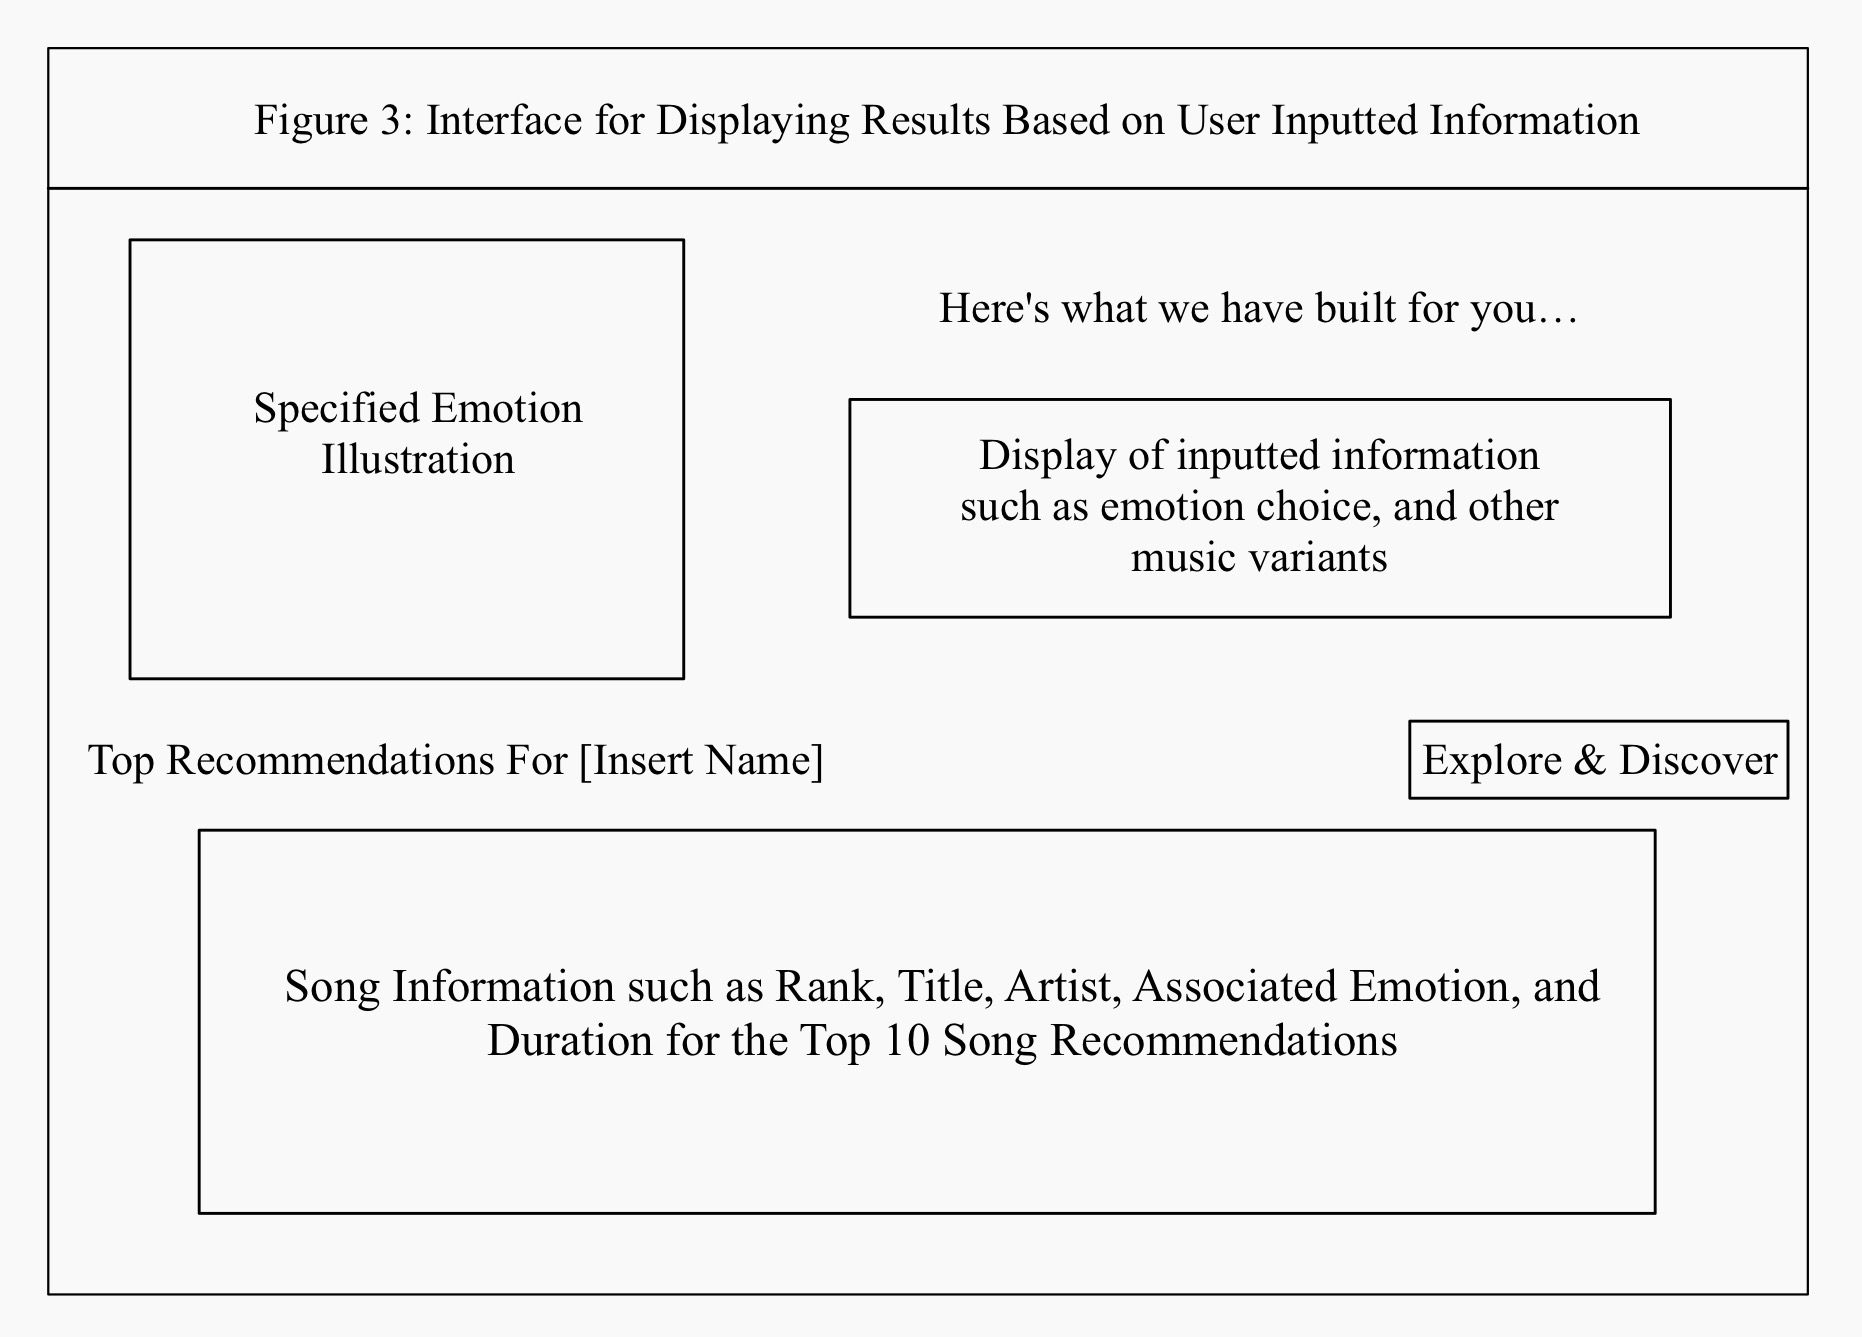 Figure 3: Interface for Displaying Results Based on User Inputted Information
Specified Emotion
Illustration
Here's what we have built for you…
Display of inputted information
such as emotion choice, and other
music variants
Top Recommendations For [Insert Name]
Explore & Discover
Song Information such as Rank, Title, Artist, Associated Emotion, and
Duration for the Top 10 Song Recommendations